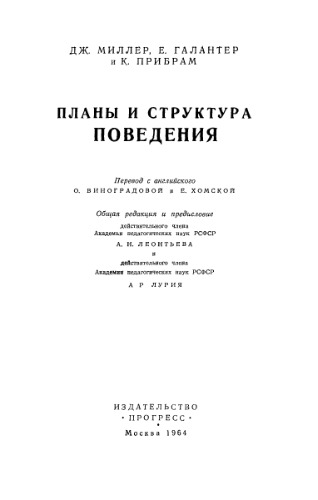 ДЖ. МИЛЛЕР, Е. ГАЛАНТЕР
и К. ПРИБРАМ
ПЛАНЫ И СТРУКТУРА
ПОВЕДЕНИЯ
Перевод с английского
О. ВИНОГРАДОВОЙ и Е. ХОМСКОЙ
Общая редакция и предисловие
действительного члена
Академии педагогических наук РСФСР
А. Н. ЛЕОНТЬЕВА
и
действительного члена
Академии педагогических наук РСФСР
А Р ЛУРИЯ
ИЗДАТЕЛЬСТВО
• ПРОГРЕСС •
Москва 1964